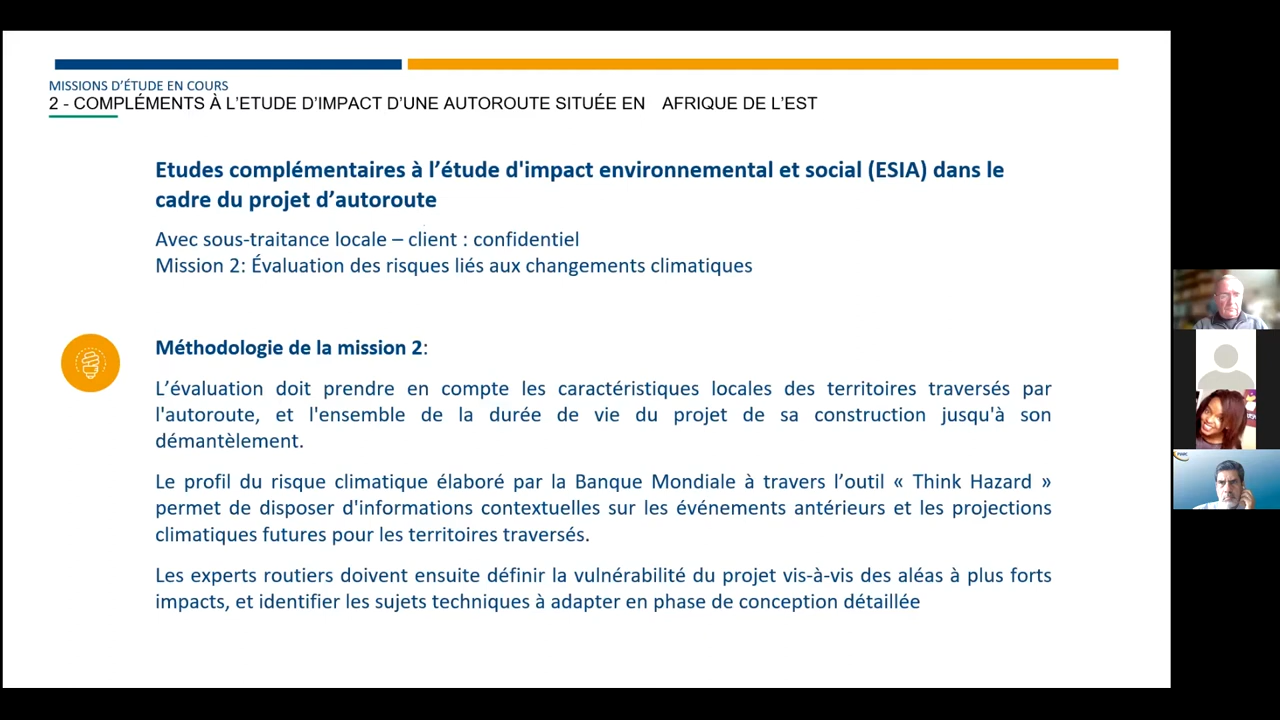 MISSIONS D'ÉTUDE EN COURS
2 - COMPLÉMENTS À L'ETUDE D'IMPACT D'UNE AUTOROUTE SITUÉE EN AFRIQUE DE L'EST
Etudes complémentaires à l'étude d'impact environnemental et social (ESIA) dans le
cadre du projet d'autoroute
Avec sous-traitance locale – client : confidentiel
Mission 2: Évaluation des risques liés aux changements climatiques
Méthodologie de la mission 2:
L'évaluation doit prendre en compte les caractéristiques locales des territoires traversés par
l'autoroute, et l'ensemble de la durée de vie du projet de sa construction jusqu'à son
démantèlement.
Le profil du risque climatique élaboré par la Banque Mondiale à travers l'outil « Think Hazard »
permet de disposer d'informations contextuelles sur les événements antérieurs et les projections
climatiques futures pour les territoires traversés.
Les experts routiers doivent ensuite définir la vulnérabilité du projet vis-à-vis des aléas à plus forts
impacts, et identifier les sujets techniques à adapter en phase de conception détaillée